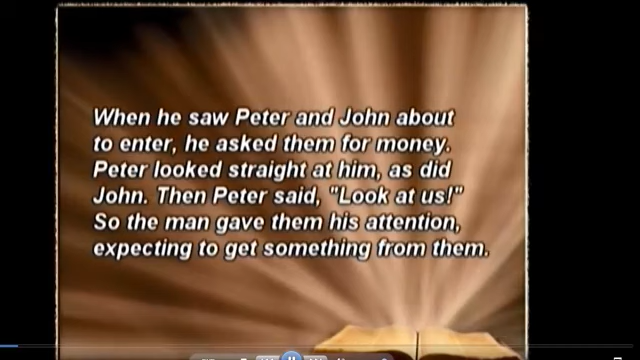 When he saw Peter and John about
to enter, he asked them for money.
Peter looked straight at him, as did
John. Then Peter said, "Look at us!"
So the man gave them his attention,
expecting to get something from them.